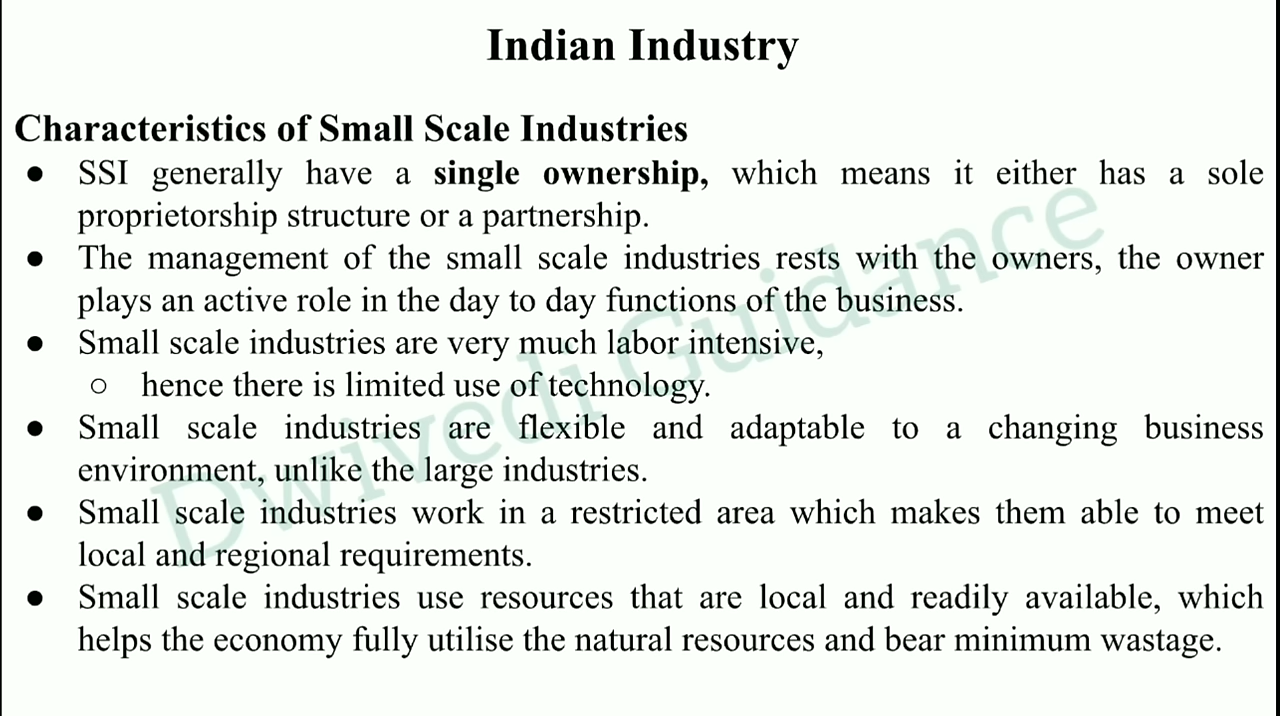 Indian Industry
Characteristics of Small Scale Industries
● SSI generally have a single ownership, which means it either has a sole
proprietorship structure or a partnership.
● The management of the small scale industries rests with the owners, the owner
plays an active role in the day to day functions of the business.
● Small scale industries are very much labor intensive,
○ hence there is limited use of technology.
● Small scale industries are flexible and adaptable to a changing business
environment, unlike the large industries.
● Small scale industries work in a restricted area which makes them able to meet
local and regional requirements.
● Small scale industries use resources that are local and readily available, which
helps the economy fully utilise the natural resources and bear minimum wastage.
Dwivedi Guidance